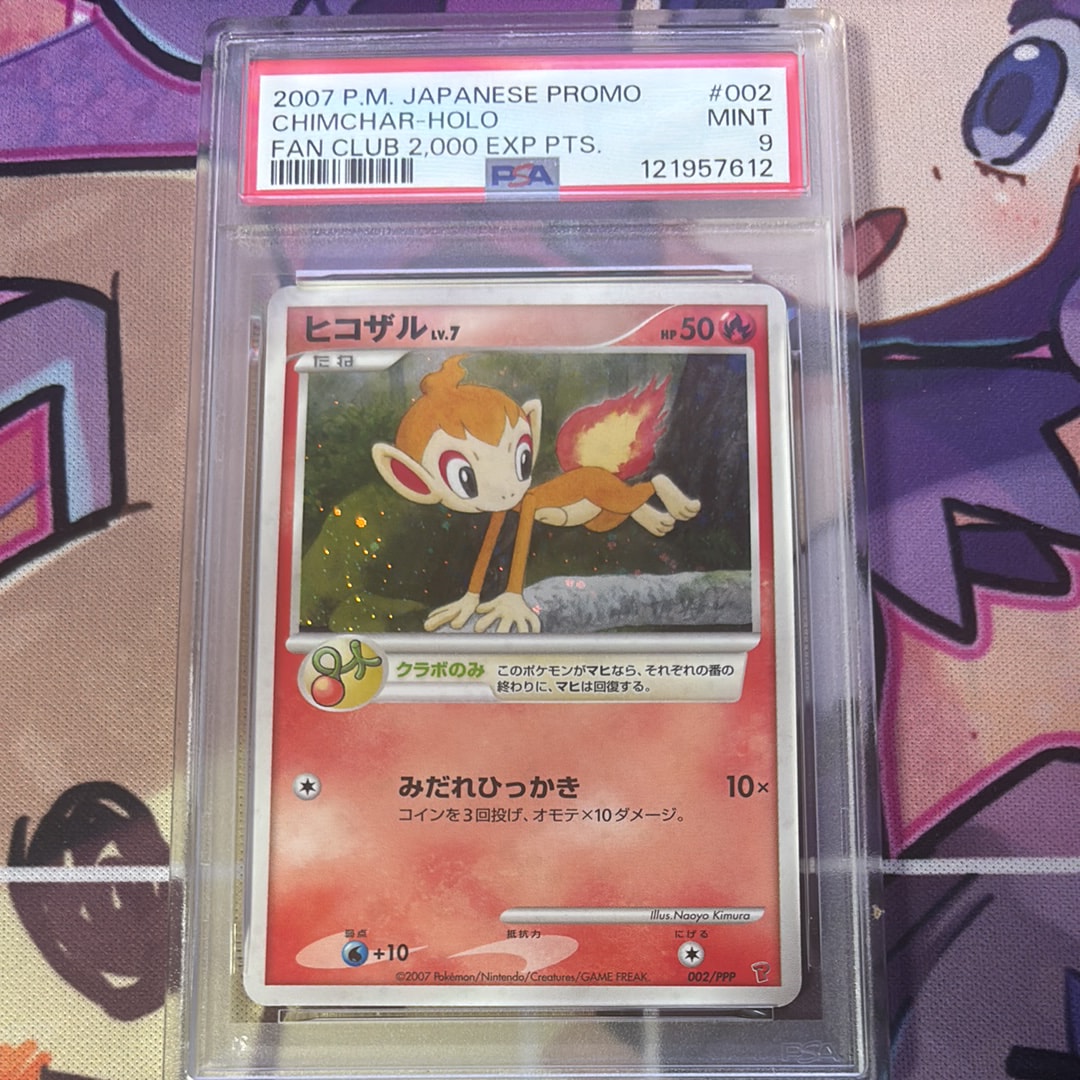 2007 P.M. JAPANESE PROMO #002
CHIMCHAR-HOLO MINT
FAN CLUB 2,000 EXP PTS. 9
PSA 121957612
ヒコザル LV.7 HP 50
たね
クラボのみ このポケモンがマヒなら、それぞれの番の
終わりに、マヒは回復する。
みだれひっかき 10×
コインを3回投げ、オモテ×10ダメージ。
Illus.Naoyo Kimura
弱点 抵抗力 にげる
+10
©2007 Pokémon/Nintendo/Creatures/GAME FREAK. 002/PPP P
PSA